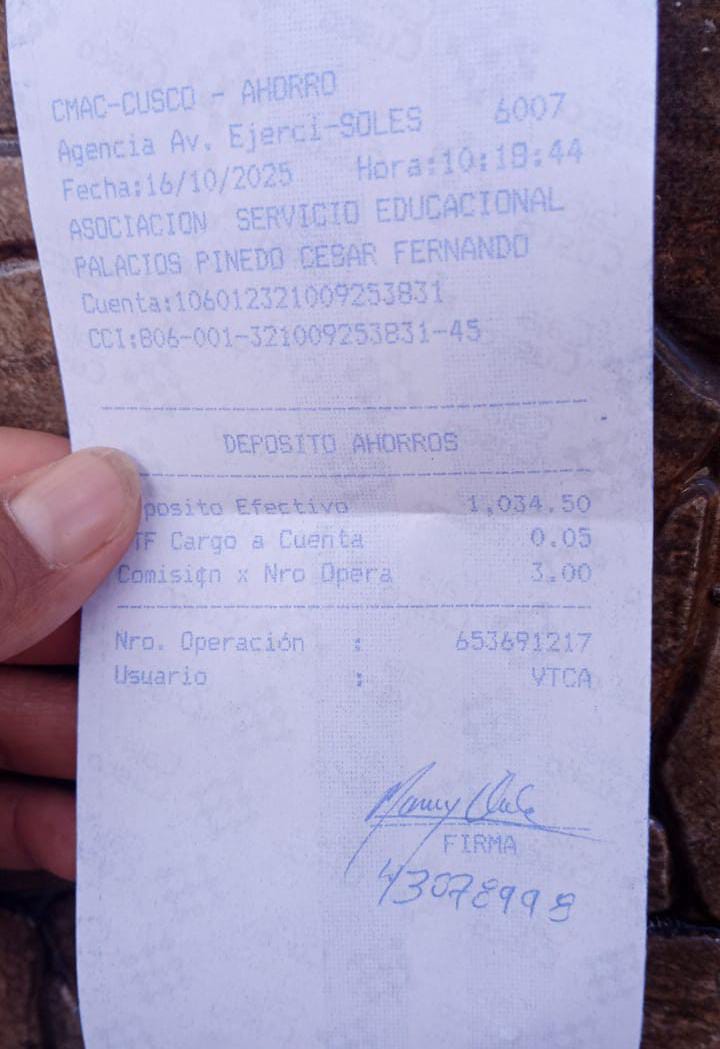 CMAC-CUSCO - AHORRO
Agencia Av. Ejerci-SOLES 6007
Fecha:16/10/2025 Hora:10:18:44
ASOCIACION SERVICIO EDUCACIONAL
PALACIOS PINEDO CESAR FERNANDO
Cuenta:106012321009253831
CCI:806-001-321009253831-45
DEPOSITO AHORROS
posito Efectivo 1,034.50
TF Cargo a Cuenta 0.05
Comisión x Nro Opera 3.00
Nro. Operación : 653691217
Usuario : VTCA
FIRMA